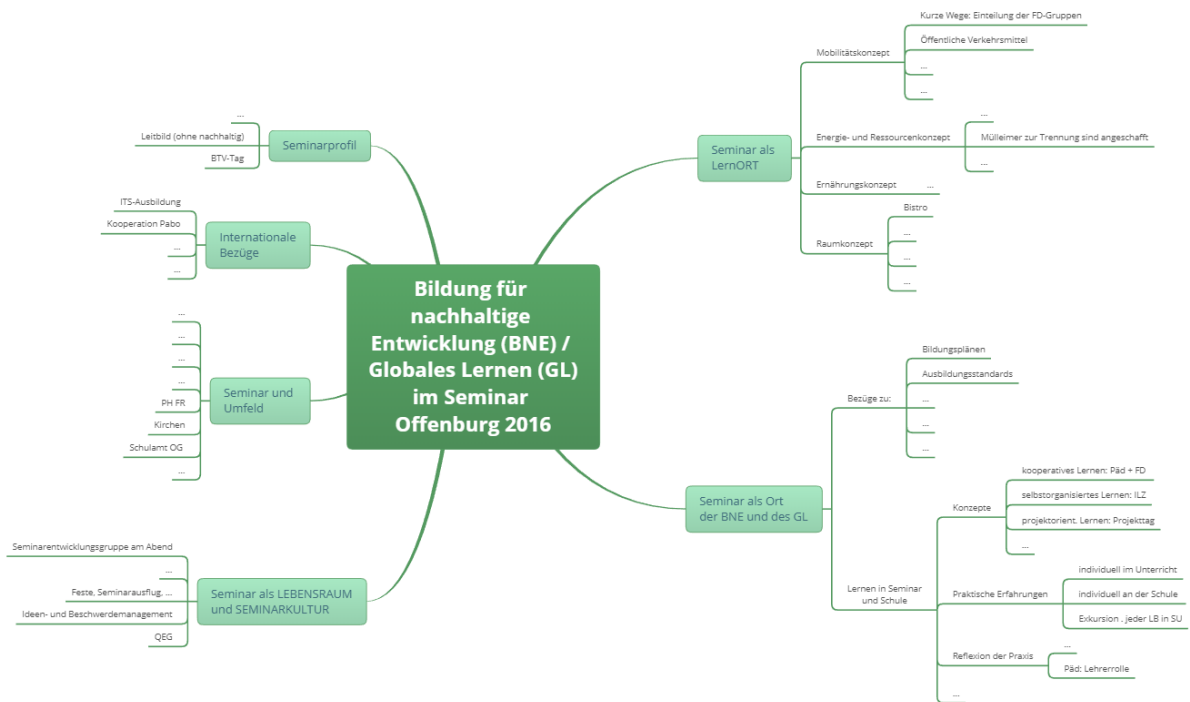 Bildung für
nachhaltige
Entwicklung (BNE) /
Globales Lernen (GL)
im Seminar
Offenburg 2016
Seminarprofil
...
Leitbild (ohne nachhaltig)
BTV-Tag
Internationale
Bezüge
ITS-Ausbildung
Kooperation Pabo
...
...
Seminar und
Umfeld
...
...
...
...
PH FR
Kirchen
Schulamt OG
...
Seminar als LEBENSRAUM
und SEMINARKULTUR
Seminarentwicklungsgruppe am Abend
...
Feste, Seminarausflug, ...
Ideen- und Beschwerdemanagement
QEG
Seminar als
LernORT
Mobilitätskonzept
Kurze Wege: Einteilung der FD-Gruppen
Öffentliche Verkehrsmittel
...
...
Energie- und Ressourcenkonzept
...
Mülleimer zur Trennung sind angeschafft
...
Ernährungskonzept
...
Raumkonzept
Bistro
...
...
...
Seminar als Ort
der BNE und des GL
Bezüge zu:
Bildungsplänen
Ausbildungsstandards
...
...
...
Lernen in Seminar
und Schule
Konzepte
kooperatives Lernen: Päd + FD
selbstorganisiertes Lernen: ILZ
projektorient. Lernen: Projekttag
...
Praktische Erfahrungen
individuell im Unterricht
individuell an der Schule
Exkursion , jeder LB in SU
Reflexion der Praxis
...
Päd: Lehrerrolle
...